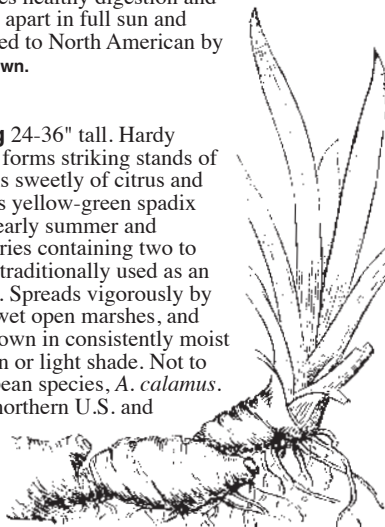 healthy digestion and
apart in full sun and
ed to North American by
wn.
24-36" tall. Hardy
forms striking stands of
s sweetly of citrus and
s yellow-green spadix
early summer and
ries containing two to
traditionally used as an
. Spreads vigorously by
wet open marshes, and
own in consistently moist
n or light shade. Not to
pean species, A. calamus.
northern U.S. and